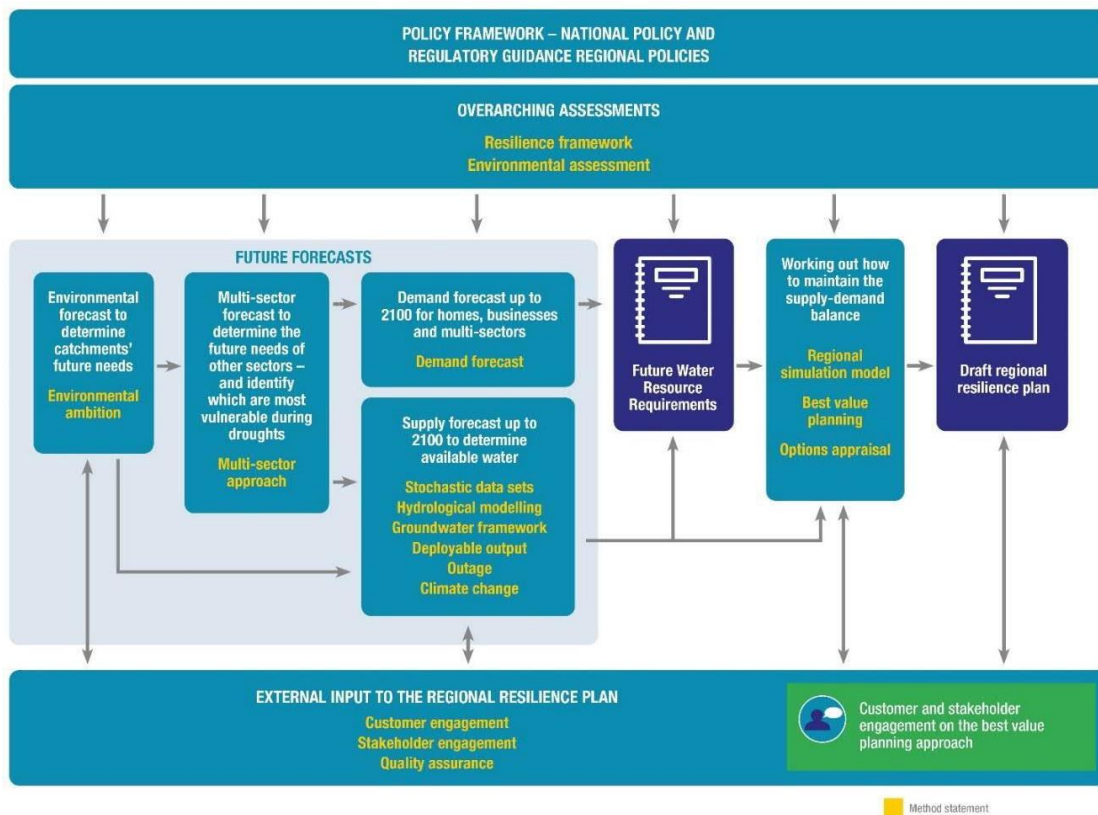 POLICY FRAMEWORK – NATIONAL POLICY AND
REGULATORY GUIDANCE REGIONAL POLICIES
OVERARCHING ASSESSMENTS
Resilience framework
Environmental assessment
FUTURE FORECASTS
Environmental
forecast to
determine
catchments'
future needs
Environmental
ambition
Multi-sector
forecast to
determine the
future needs of
other sectors –
and identify
which are most
vulnerable during
droughts
Multi-sector
approach
Demand forecast up to
2100 for homes, businesses
and multi-sectors
Demand forecast
Supply forecast up to
2100 to determine
available water
Stochastic data sets
Hydrological modelling
Groundwater framework
Deployable output
Outage
Climate change
Future Water
Resource
Requirements
Working out how
to maintain the
supply-demand
balance
Regional
simulation model
Best value
planning
Options appraisal
Draft regional
resilience plan
EXTERNAL INPUT TO THE REGIONAL RESILIENCE PLAN
Customer engagement
Stakeholder engagement
Quality assurance
Customer and stakeholder
engagement on the best value
planning approach
Method statement